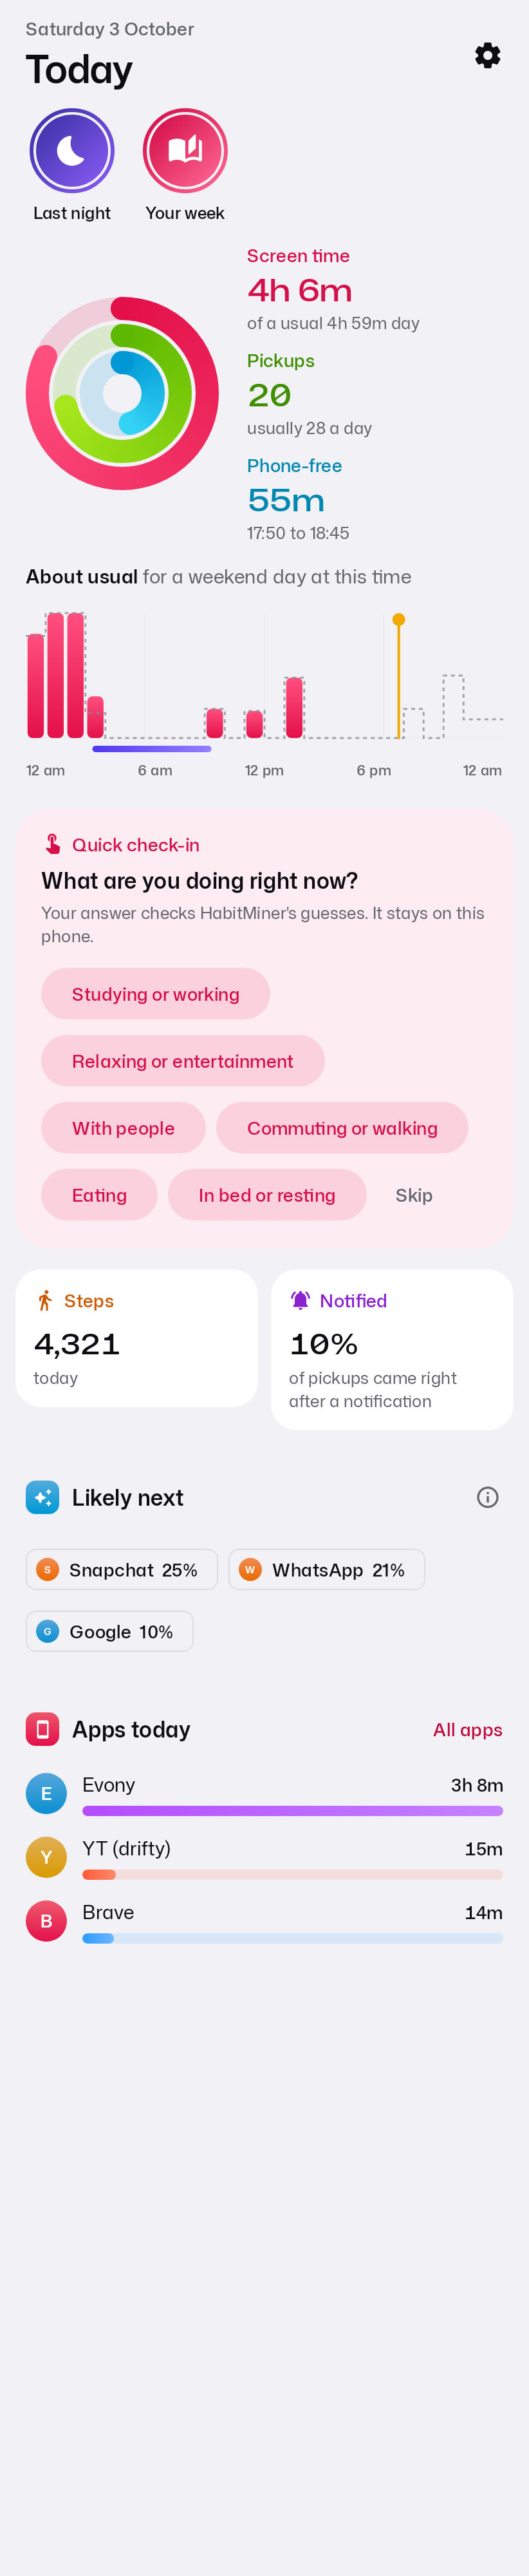 Saturday 3 October
Today
Last night
Your week
Screen time
4h 6m
of a usual 4h 59m day
Pickups
20
usually 28 a day
Phone-free
55m
17:50 to 18:45
About usual for a weekend day at this time
12 am 6 am 12 pm 6 pm 12 am
Quick check-in
What are you doing right now?
Your answer checks HabitMiner's guesses. It stays on this
phone.
Studying or working
Relaxing or entertainment
With people
Commuting or walking
Eating
In bed or resting
Skip
Steps
4,321
today
Notified
10%
of pickups came right
after a notification
Likely next
S Snapchat 25%
W WhatsApp 21%
G Google 10%
Apps today
All apps
E Evony 3h 8m
Y YT (drifty) 15m
B Brave 14m